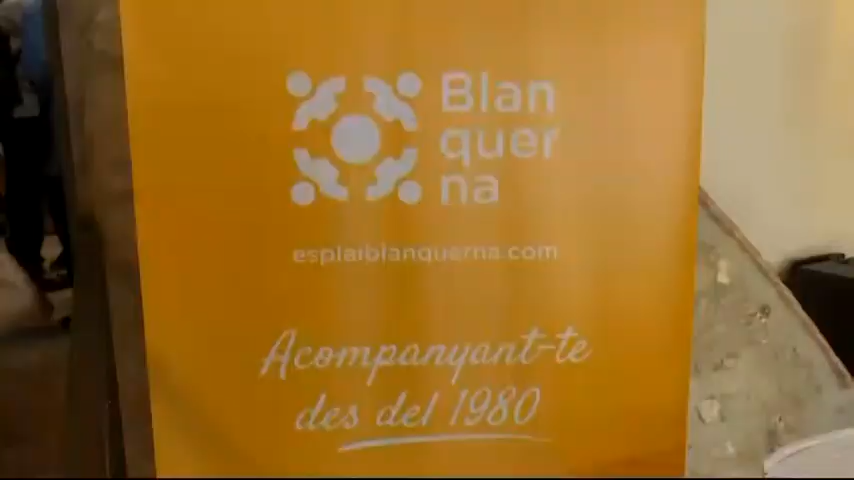 Blan
quer
na
esplaiblanquerna.com
Acompanyant-te
des del 1980